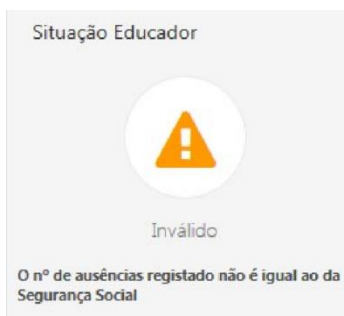 Situação Educador
Inválido
O nº de ausências registado não é igual ao da
Segurança Social